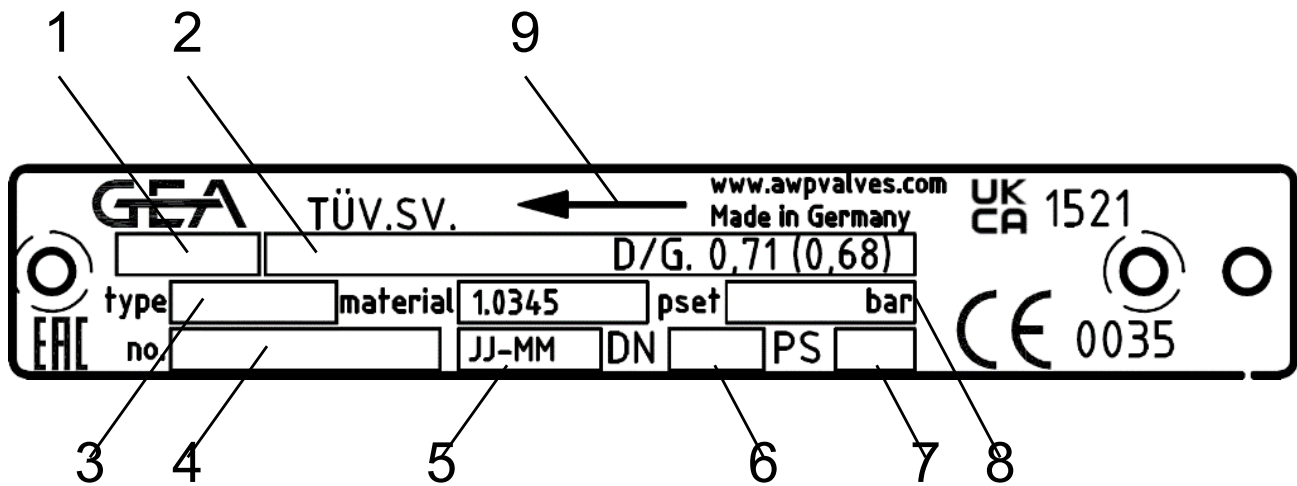 1 2 9
GEA TÜV.SV. www.awpvalves.com UK CA 1521
Made in Germany
D/G. 0,71 (0,68)
type material 1.0345 pset bar
EAC no. JJ-MM DN PS CE 0035
3 4 5 6 7 8